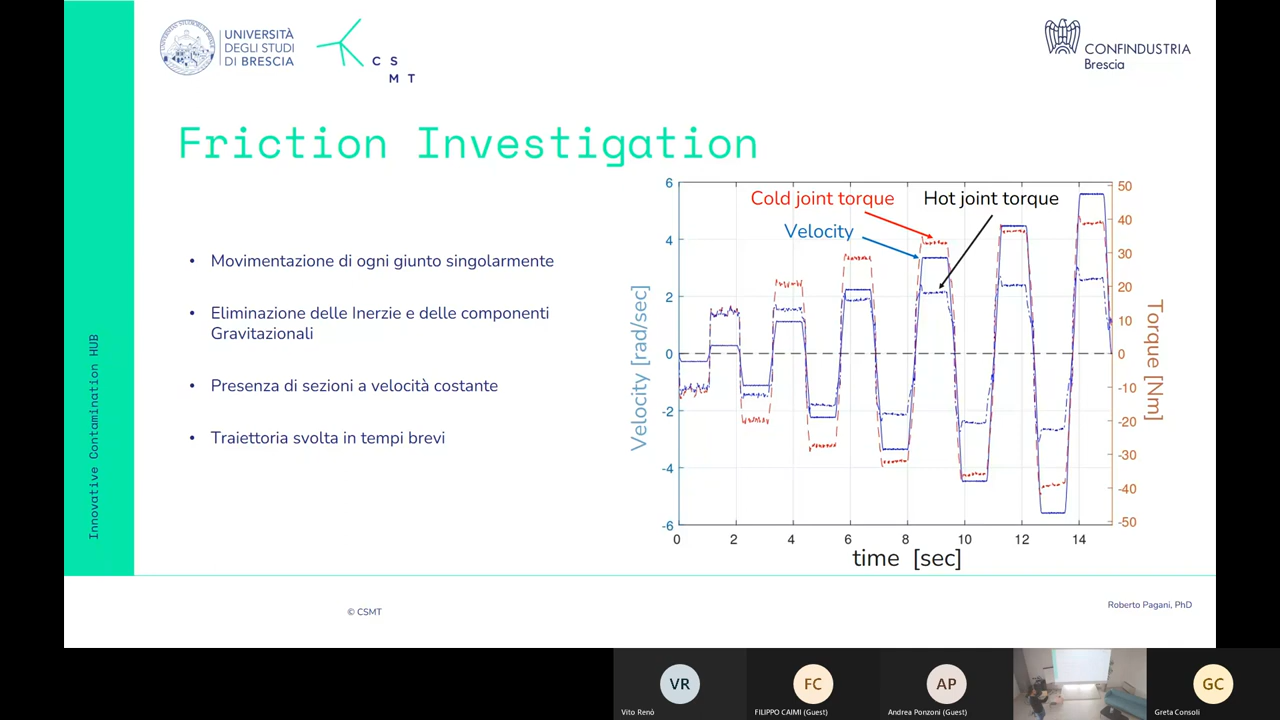 UNIVERSITÀ
DEGLI STUDI
DI BRESCIA
C S
M T
CONFINDUSTRIA
Brescia
Friction Investigation
• Movimentazione di ogni giunto singolarmente
• Eliminazione delle Inerzie e delle componenti
Gravitazionali
• Presenza di sezioni a velocità costante
• Traiettoria svolta in tempi brevi
Innovative Contamination HUB
Cold joint torque
Hot joint torque
Velocity
Velocity [rad/sec]
6
4
2
0
-2
-4
-6
50
40
30
20
10
0
-10
-20
-30
-40
-50
Torque [Nm]
0 2 4 6 8 10 12 14
time [sec]
© CSMT
Roberto Pagani, PhD
VR
FC
AP
GC
Vito Renò
FILIPPO CAIMI (Guest)
Andrea Ponzoni (Guest)
Greta Consoli